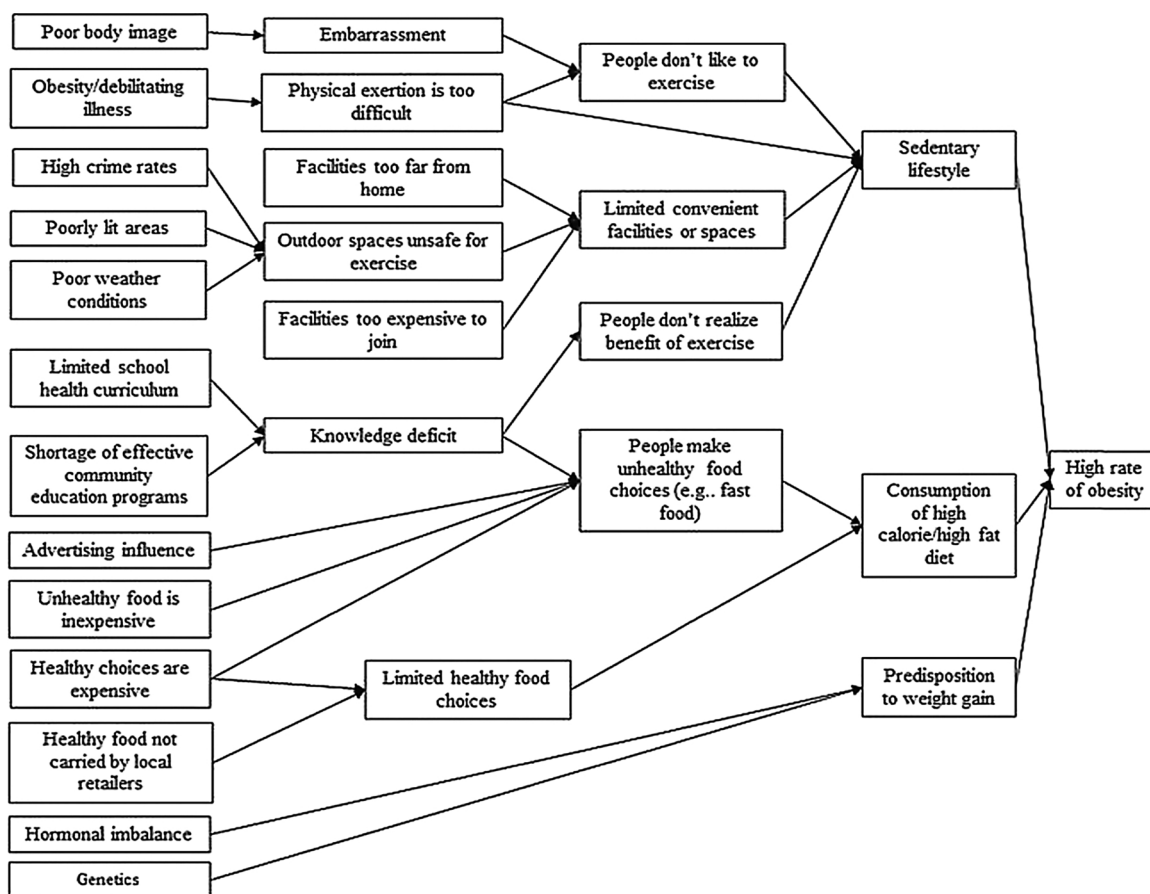 Poor body image
Embarrassment
People don't like to
exercise
Obesity/debilitating
illness
Physical exertion is too
difficult
Sedentary
lifestyle
High crime rates
Facilities too far from
home
Limited convenient
facilities or spaces
Poorly lit areas
Outdoor spaces unsafe for
exercise
Poor weather
conditions
Facilities too expensive to
join
People don't realize
benefit of exercise
Limited school
health curriculum
Knowledge deficit
People make
unhealthy food
choices (e.g.. fast
food)
Shortage of effective
community
education programs
High rate
of obesity
Consumption
of high
calorie/high fat
diet
Advertising influence
Unhealthy food is
inexpensive
Healthy choices are
expensive
Limited healthy food
choices
Predisposition
to weight gain
Healthy food not
carried by local
retailers
Hormonal imbalance
Genetics